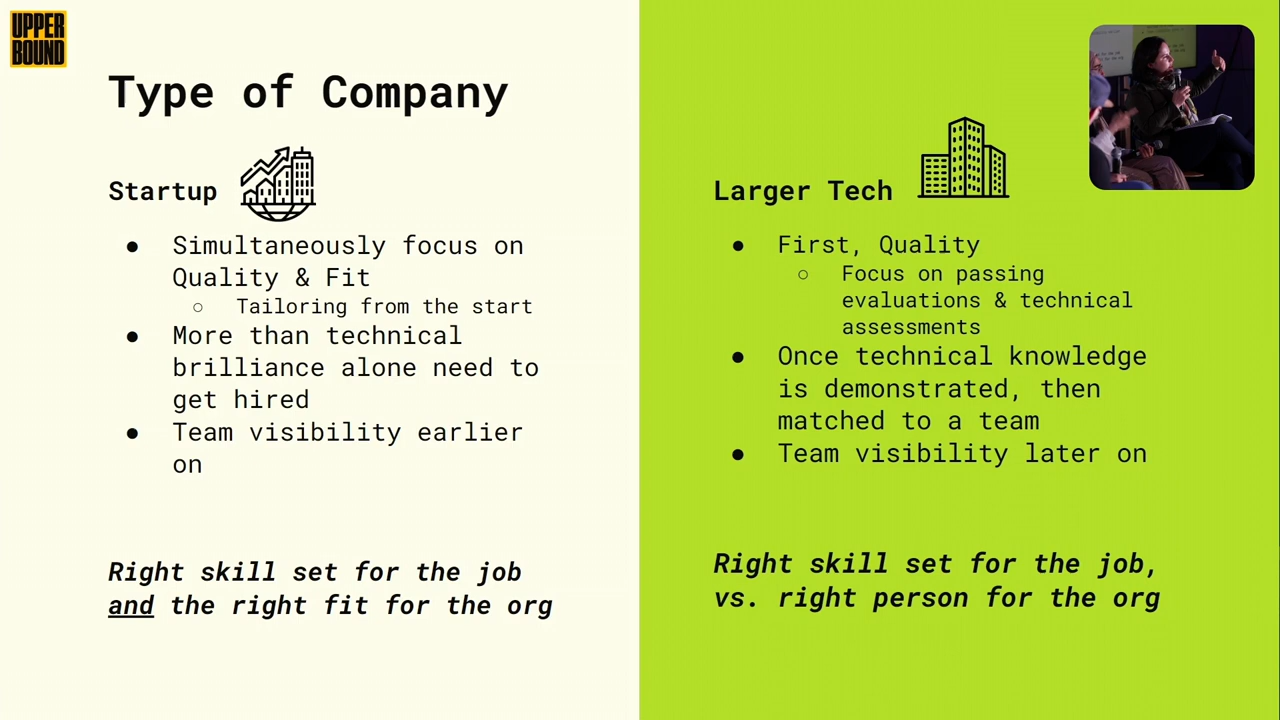 UPPER
BOUND
Type of Company
Startup
● Simultaneously focus on
Quality & Fit
○ Tailoring from the start
● More than technical
brilliance alone need to
get hired
● Team visibility earlier
on
Right skill set for the job
and the right fit for the org
Larger Tech
● First, Quality
○ Focus on passing
evaluations & technical
assessments
● Once technical knowledge
is demonstrated, then
matched to a team
● Team visibility later on
Right skill set for the job,
vs. right person for the org